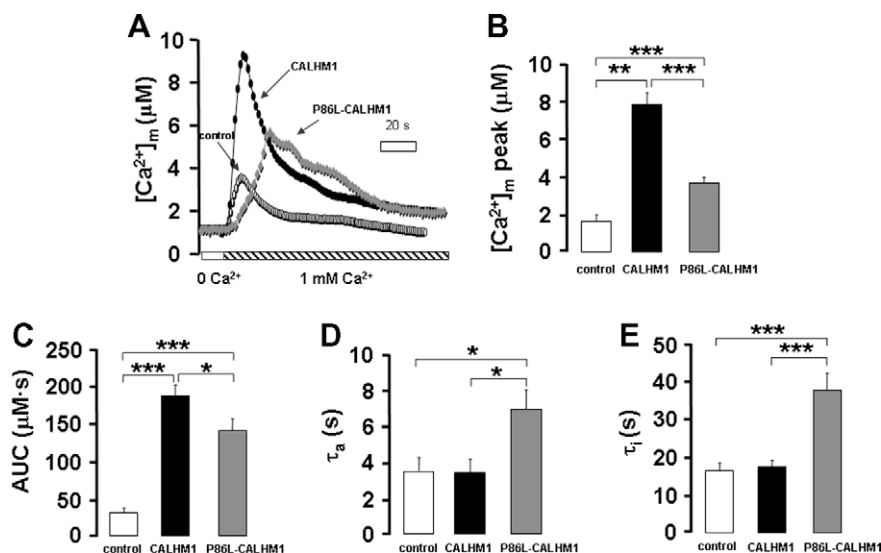 A
[Ca²⁺]m (µM)
10
8
6
4
2
0
CALHM1
P86L-CALHM1
control
20 s
0 Ca²⁺ 1 mM Ca²⁺
B
[Ca²⁺]m peak (µM)
10
8
6
4
2
0
***
** ***
control CALHM1 P86L-CALHM1
C
AUC (µM·s)
250
200
150
100
50
0
***
*** *
control CALHM1 P86L-CALHM1
D
τa (s)
10
8
6
4
2
0
*
*
control CALHM1 P86L-CALHM1
E
τi (s)
50
40
30
20
10
0
***
***
control CALHM1 P86L-CALHM1